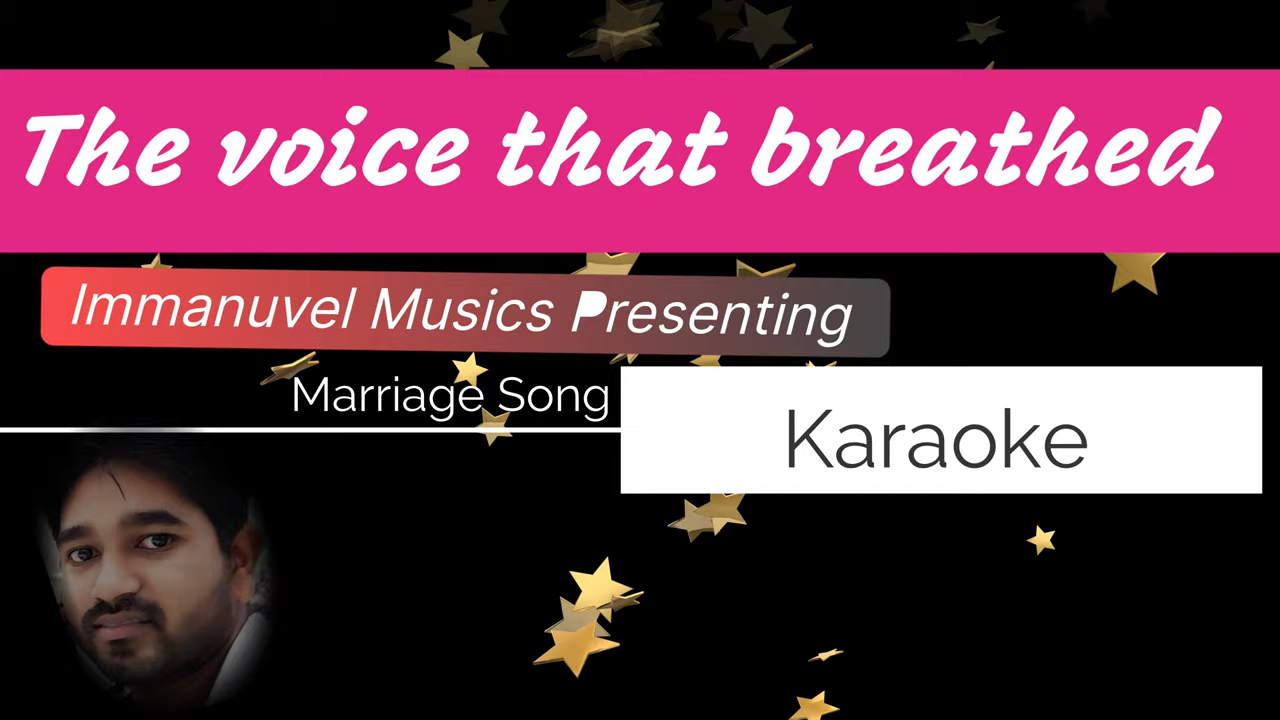 The voice that breathed
Immanuvel Musics Presenting
Marriage Song
Karaoke